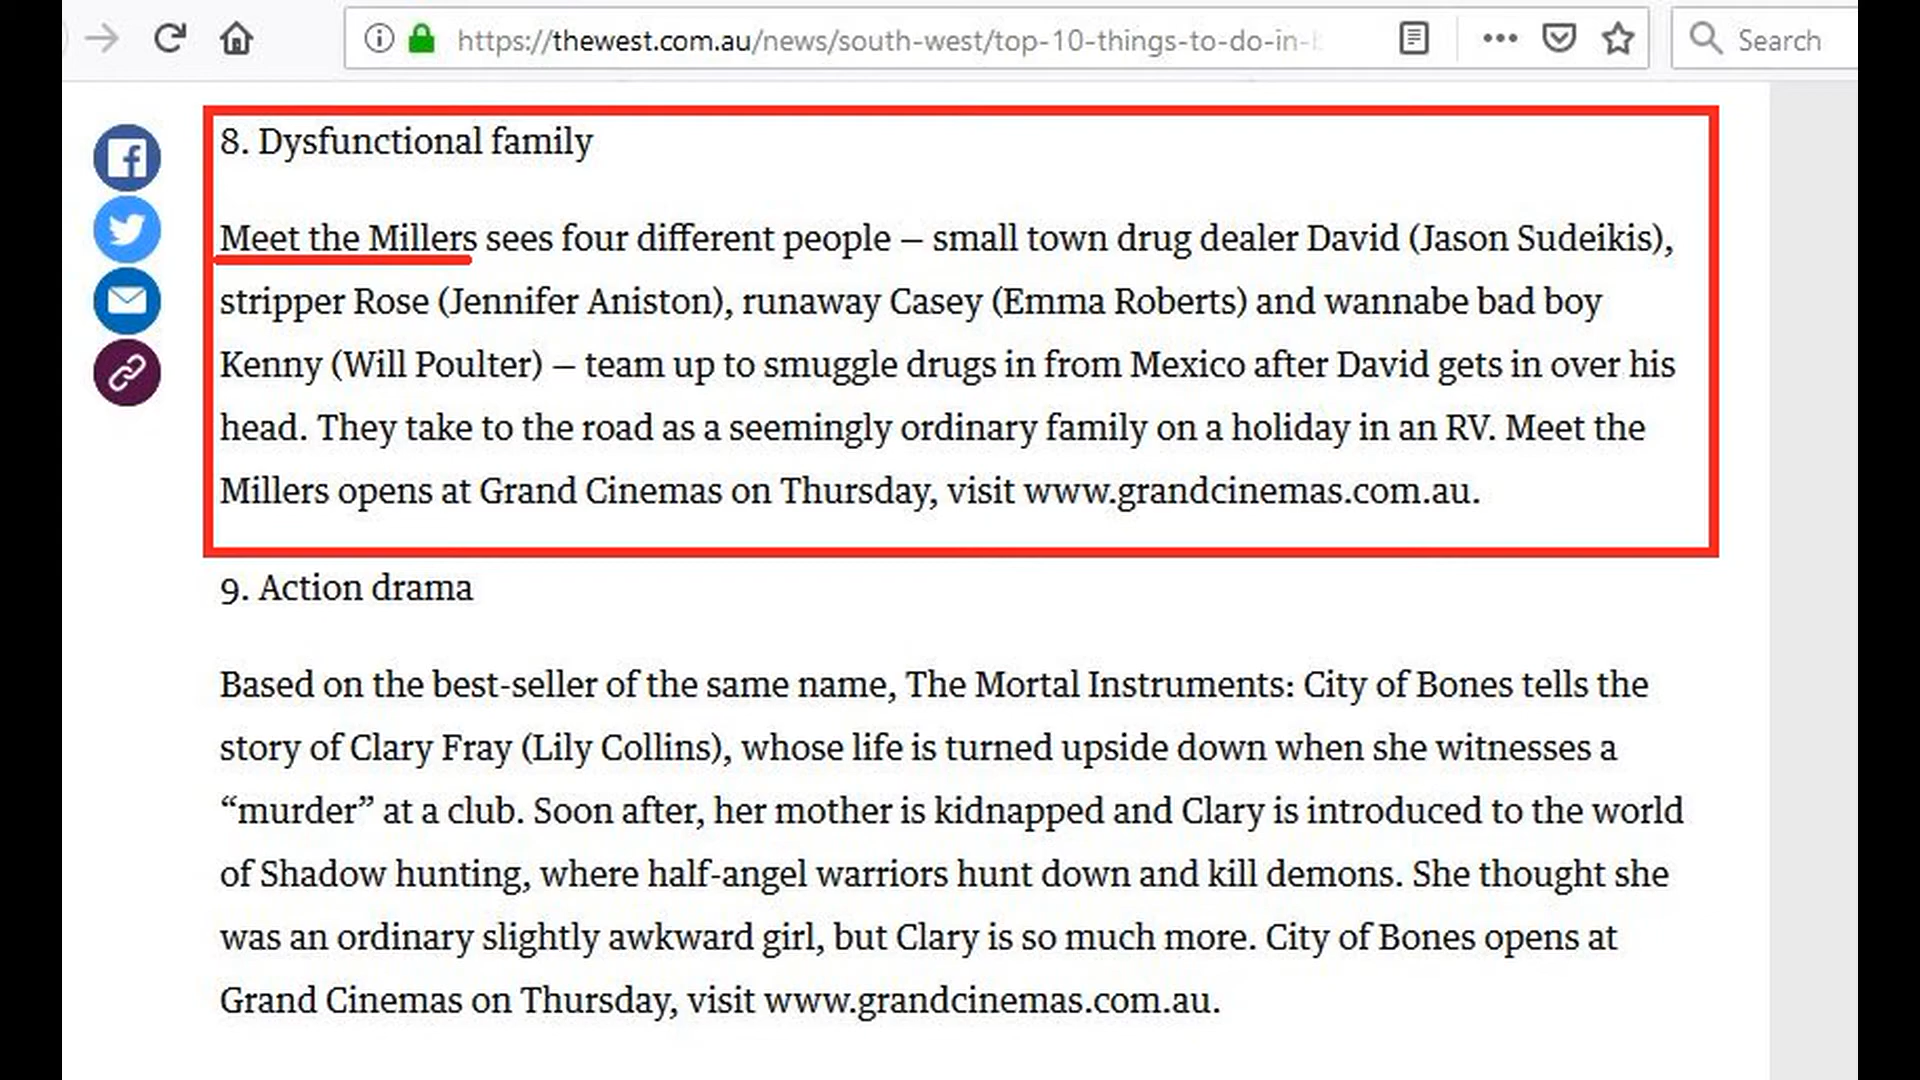 https://thewest.com.au/news/south-west/top-10-things-to-do-in-
Search
8. Dysfunctional family
Meet the Millers sees four different people – small town drug dealer David (Jason Sudeikis),
stripper Rose (Jennifer Aniston), runaway Casey (Emma Roberts) and wannabe bad boy
Kenny (Will Poulter) – team up to smuggle drugs in from Mexico after David gets in over his
head. They take to the road as a seemingly ordinary family on a holiday in an RV. Meet the
Millers opens at Grand Cinemas on Thursday, visit www.grandcinemas.com.au.
9. Action drama
Based on the best-seller of the same name, The Mortal Instruments: City of Bones tells the
story of Clary Fray (Lily Collins), whose life is turned upside down when she witnesses a
“murder” at a club. Soon after, her mother is kidnapped and Clary is introduced to the world
of Shadow hunting, where half-angel warriors hunt down and kill demons. She thought she
was an ordinary slightly awkward girl, but Clary is so much more. City of Bones opens at
Grand Cinemas on Thursday, visit www.grandcinemas.com.au.